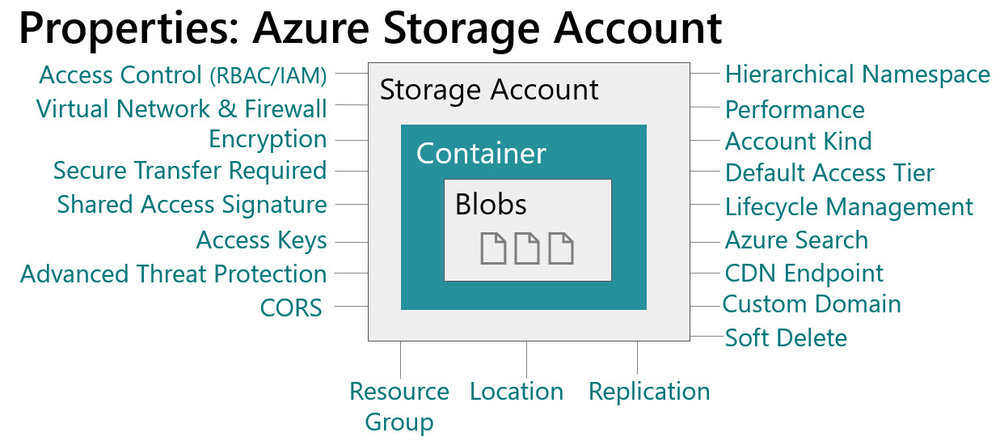 Properties: Azure Storage Account
Access Control (RBAC/IAM)
Virtual Network & Firewall
Encryption
Secure Transfer Required
Shared Access Signature
Access Keys
Advanced Threat Protection
CORS
Storage Account
Container
Blobs
Hierarchical Namespace
Performance
Account Kind
Default Access Tier
Lifecycle Management
Azure Search
CDN Endpoint
Custom Domain
Soft Delete
Resource
Group
Location
Replication